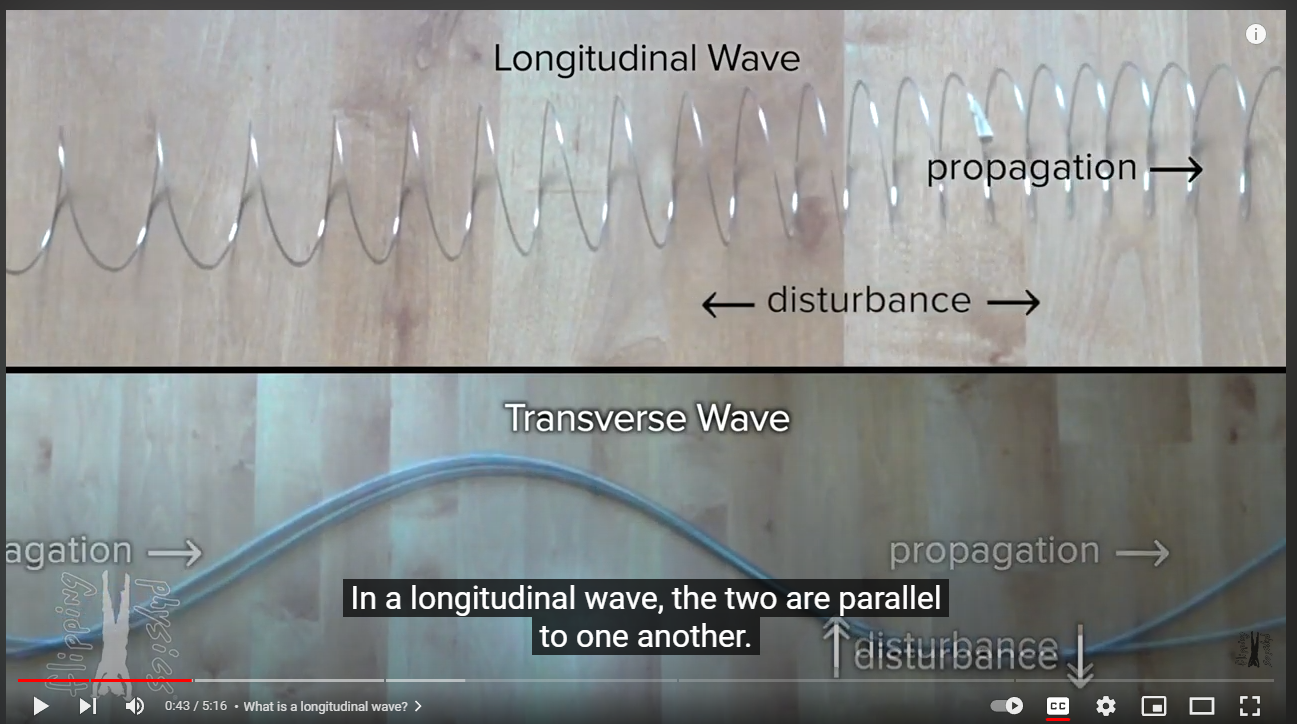 Longitudinal Wave
propagation →
← disturbance →
Transverse Wave
agation →
propagation →
In a longitudinal wave, the two are parallel
to one another.
↑ disturbance ↓
flipping physics
0:43 / 5:16 • What is a longitudinal wave? >
CC